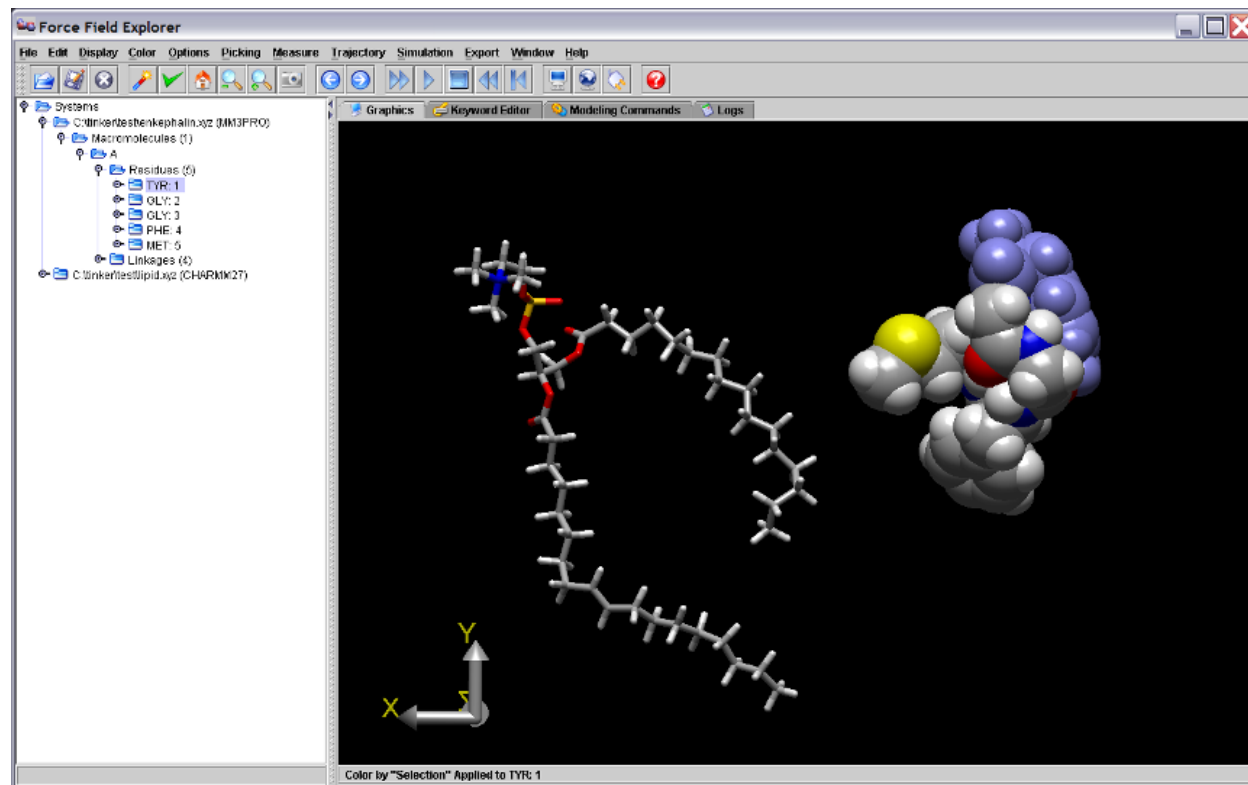 Force Field Explorer
File Edit Display Color Options Picking Measure Trajectory Simulation Export Window Help
Graphics Keyword Editor Modeling Commands Logs
Systems
C:\tinker\test\enkephalin.xyz (MM3PRO)
Macromolecules (1)
A
Residues (5)
TYR: 1
GLY: 2
GLY: 3
PHE: 4
MET: 5
Linkages (4)
C:\tinker\test\lipid.xyz (CHARMM27)
Y
Z
X
Color by "Selection" Applied to TYR: 1